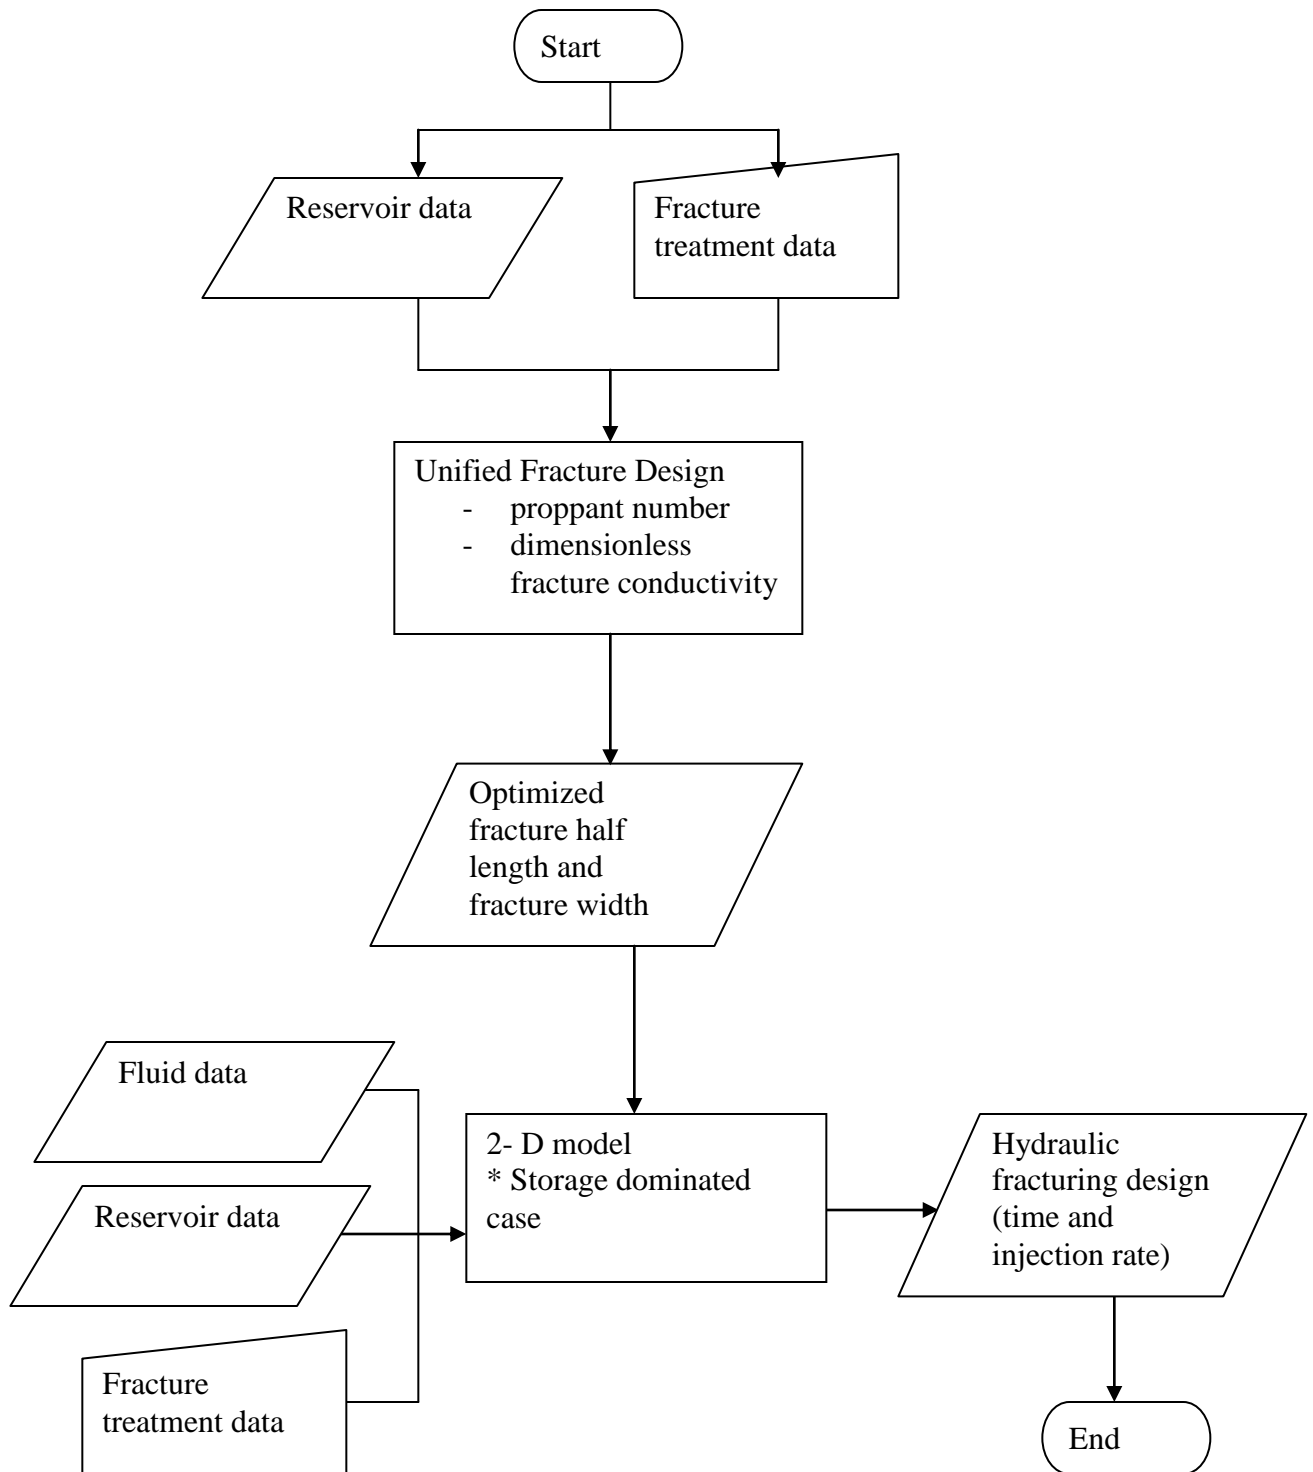 Start
Reservoir data
Fracture
treatment data
Unified Fracture Design
- proppant number
- dimensionless
fracture conductivity
Optimized
fracture half
length and
fracture width
Fluid data
Reservoir data
Fracture
treatment data
2- D model
* Storage dominated
case
Hydraulic
fracturing design
(time and
injection rate)
End